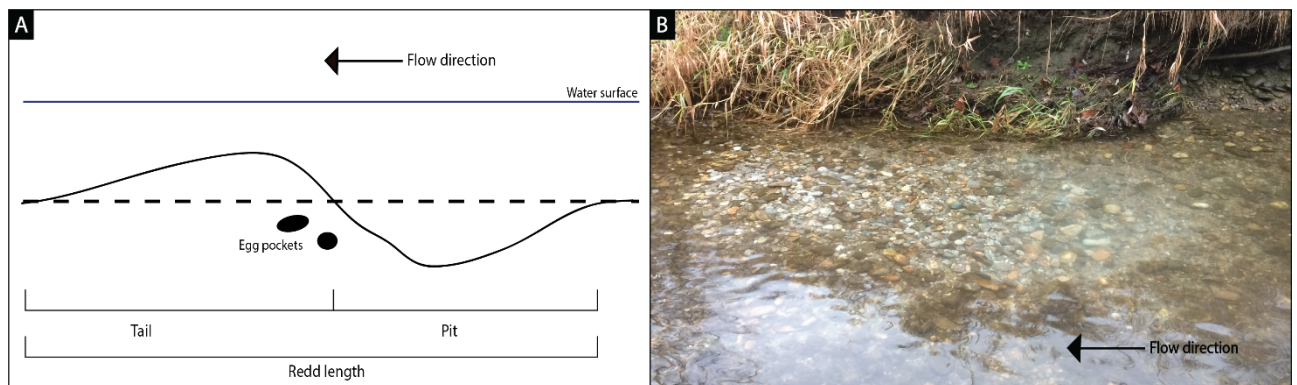 A
Flow direction
Water surface
Egg pockets
Tail
Pit
Redd length
B
Flow direction